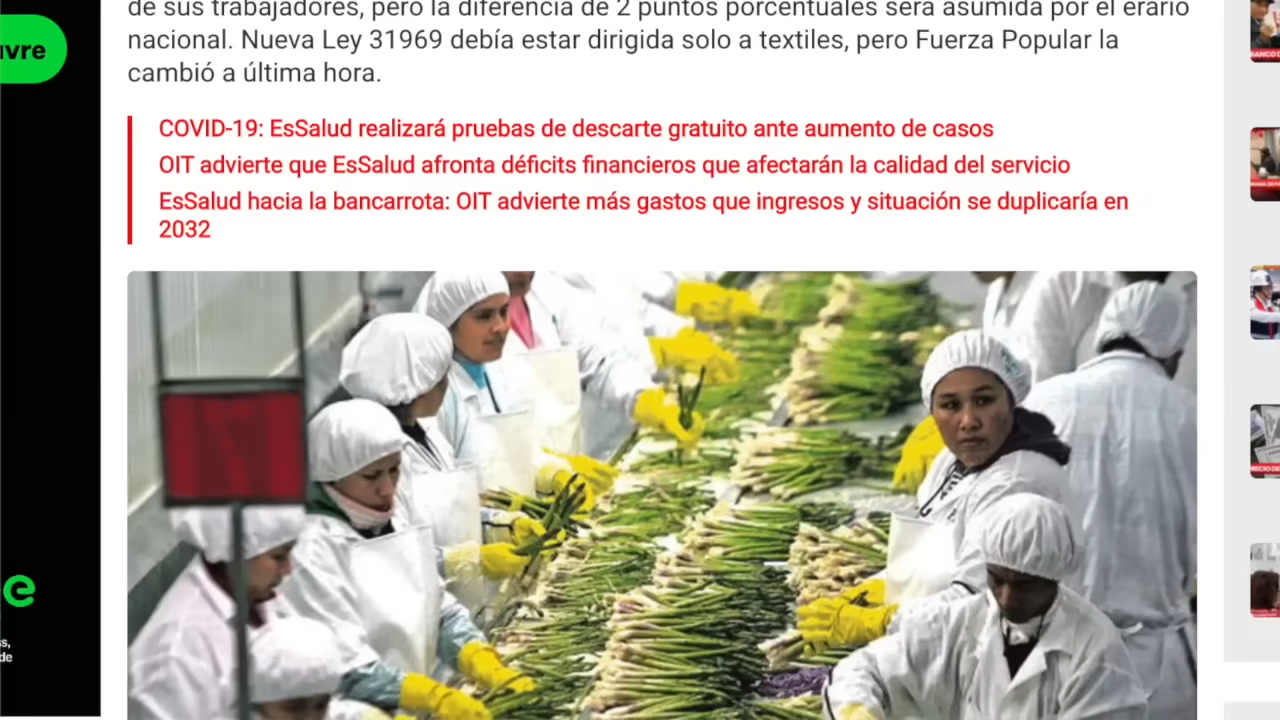 de sus trabajadores, pero la diferencia de 2 puntos porcentuales será asumida por el erario
nacional. Nueva Ley 31969 debía estar dirigida solo a textiles, pero Fuerza Popular la
cambió a última hora.
COVID-19: EsSalud realizará pruebas de descarte gratuito ante aumento de casos
OIT advierte que EsSalud afronta déficits financieros que afectarán la calidad del servicio
EsSalud hacia la bancarrota: OIT advierte más gastos que ingresos y situación se duplicaría en
2032